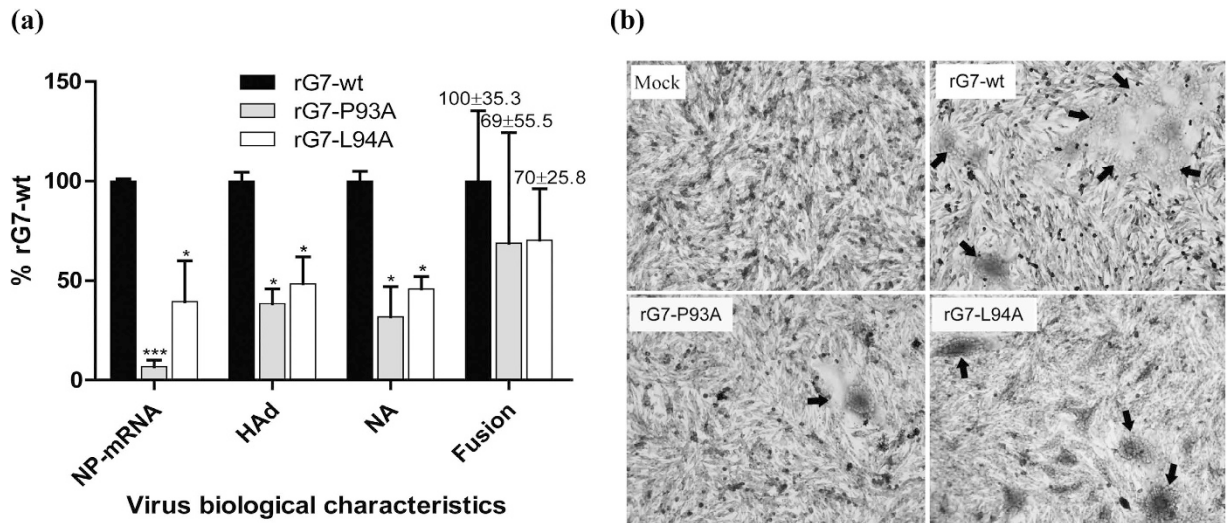 (a)
(b)
150
100
50
0
% rG7-wt
rG7-wt
rG7-P93A
rG7-L94A
100±35.3
69±55.5
70±25.8
***
*
*
*
*
*
NP-mRNA
HAd
NA
Fusion
Virus biological characteristics
Mock
rG7-wt
rG7-P93A
rG7-L94A